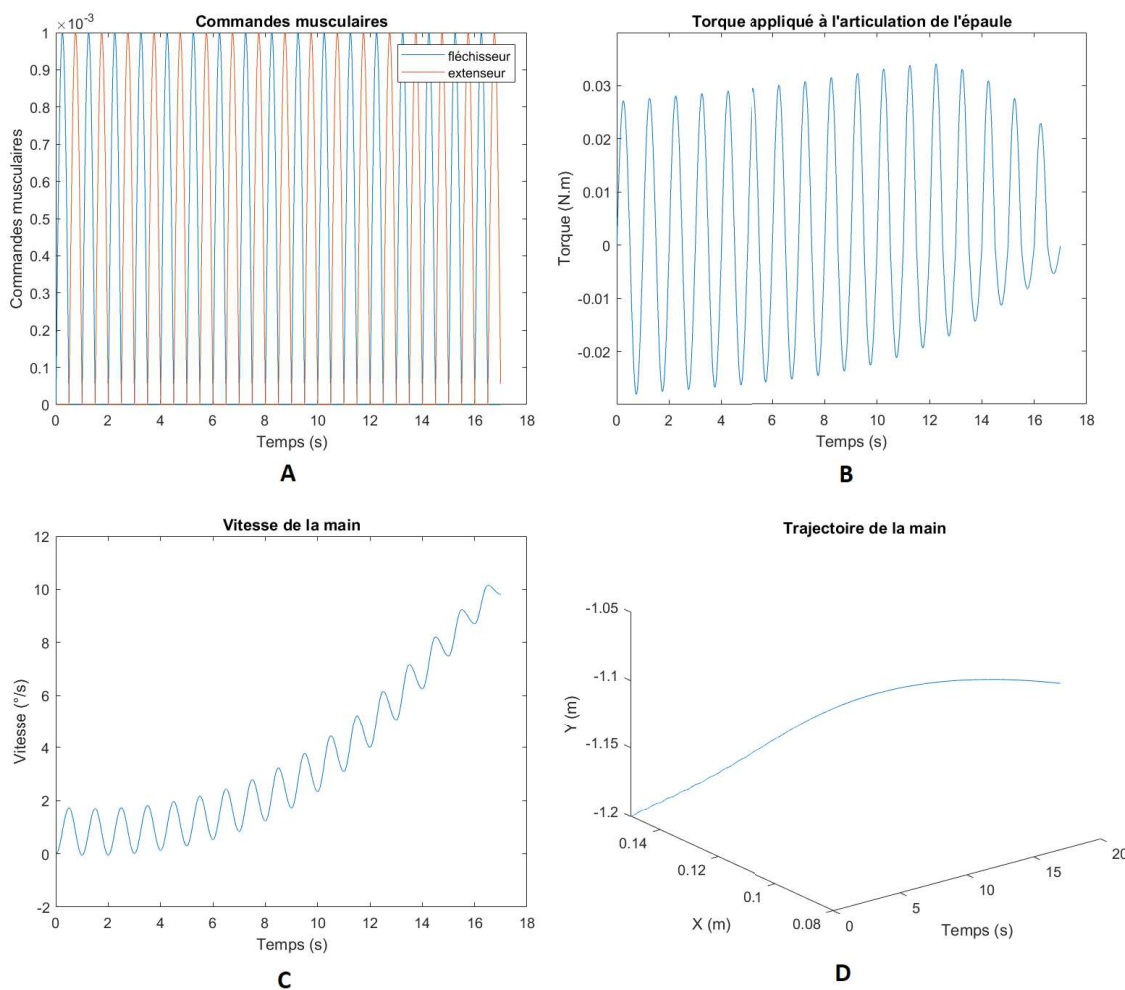 Commandes musculaires
×10⁻³
1
0.9
0.8
0.7
0.6
0.5
0.4
0.3
0.2
0.1
0
Commandes musculaires
fléchisseur
extenseur
0 2 4 6 8 10 12 14 16 18
Temps (s)
A
Torque appliqué à l'articulation de l'épaule
0.03
0.02
0.01
0
-0.01
-0.02
Torque (N.m)
0 2 4 6 8 10 12 14 16 18
Temps (s)
B
Vitesse de la main
12
10
8
6
4
2
0
-2
Vitesse (°/s)
0 2 4 6 8 10 12 14 16 18
Temps (s)
C
Trajectoire de la main
-1.05
-1.1
-1.15
-1.2
Y (m)
0.14
0.12
0.1
0.08
X (m)
0
5
10
15
20
Temps (s)
D